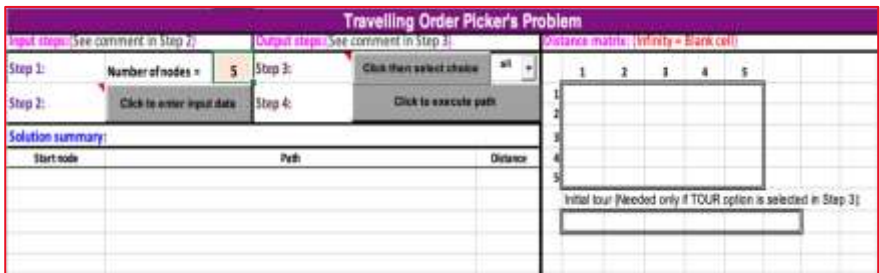 Travelling Order Picker's Problem
Input steps:(See comment in Step 2)
Output steps:(See comment in Step 3)
Distance matrix: (Infinity = Blank cell)
Step 1:
Number of nodes =
5
Step 3:
Click then select choice
all
1 2 3 4 5
Step 2:
Click to enter input data
Step 4:
Click to execute path
1
2
3
4
5
Solution summary:
Start node Path Distance
Initial tour (Needed only if TOUR option is selected in Step 3):